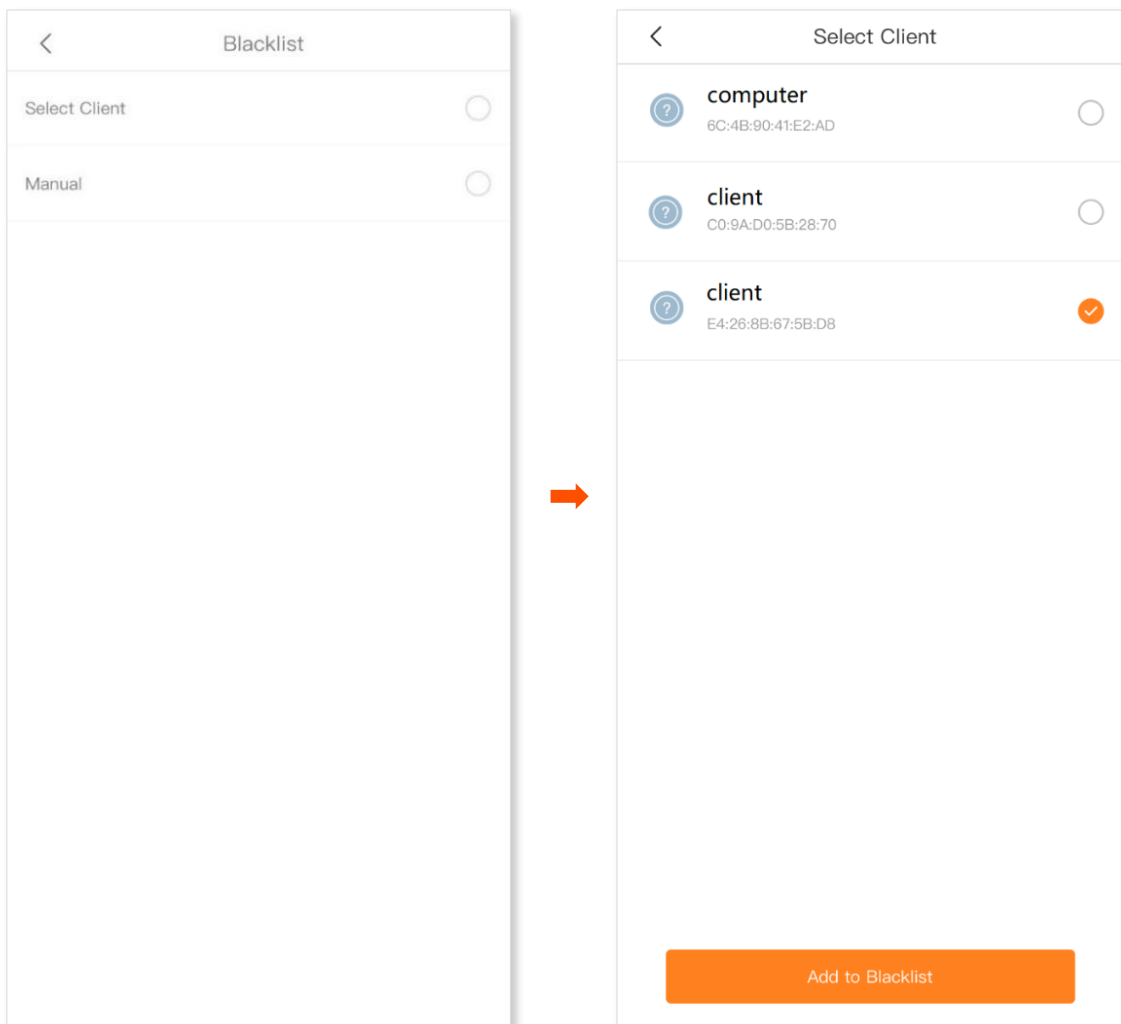 Blacklist
Select Client
Manual
Select Client
computer
6C:4B:90:41:E2:AD
client
C0:9A:D0:5B:28:70
client
E4:26:8B:67:5B:D8
Add to Blacklist